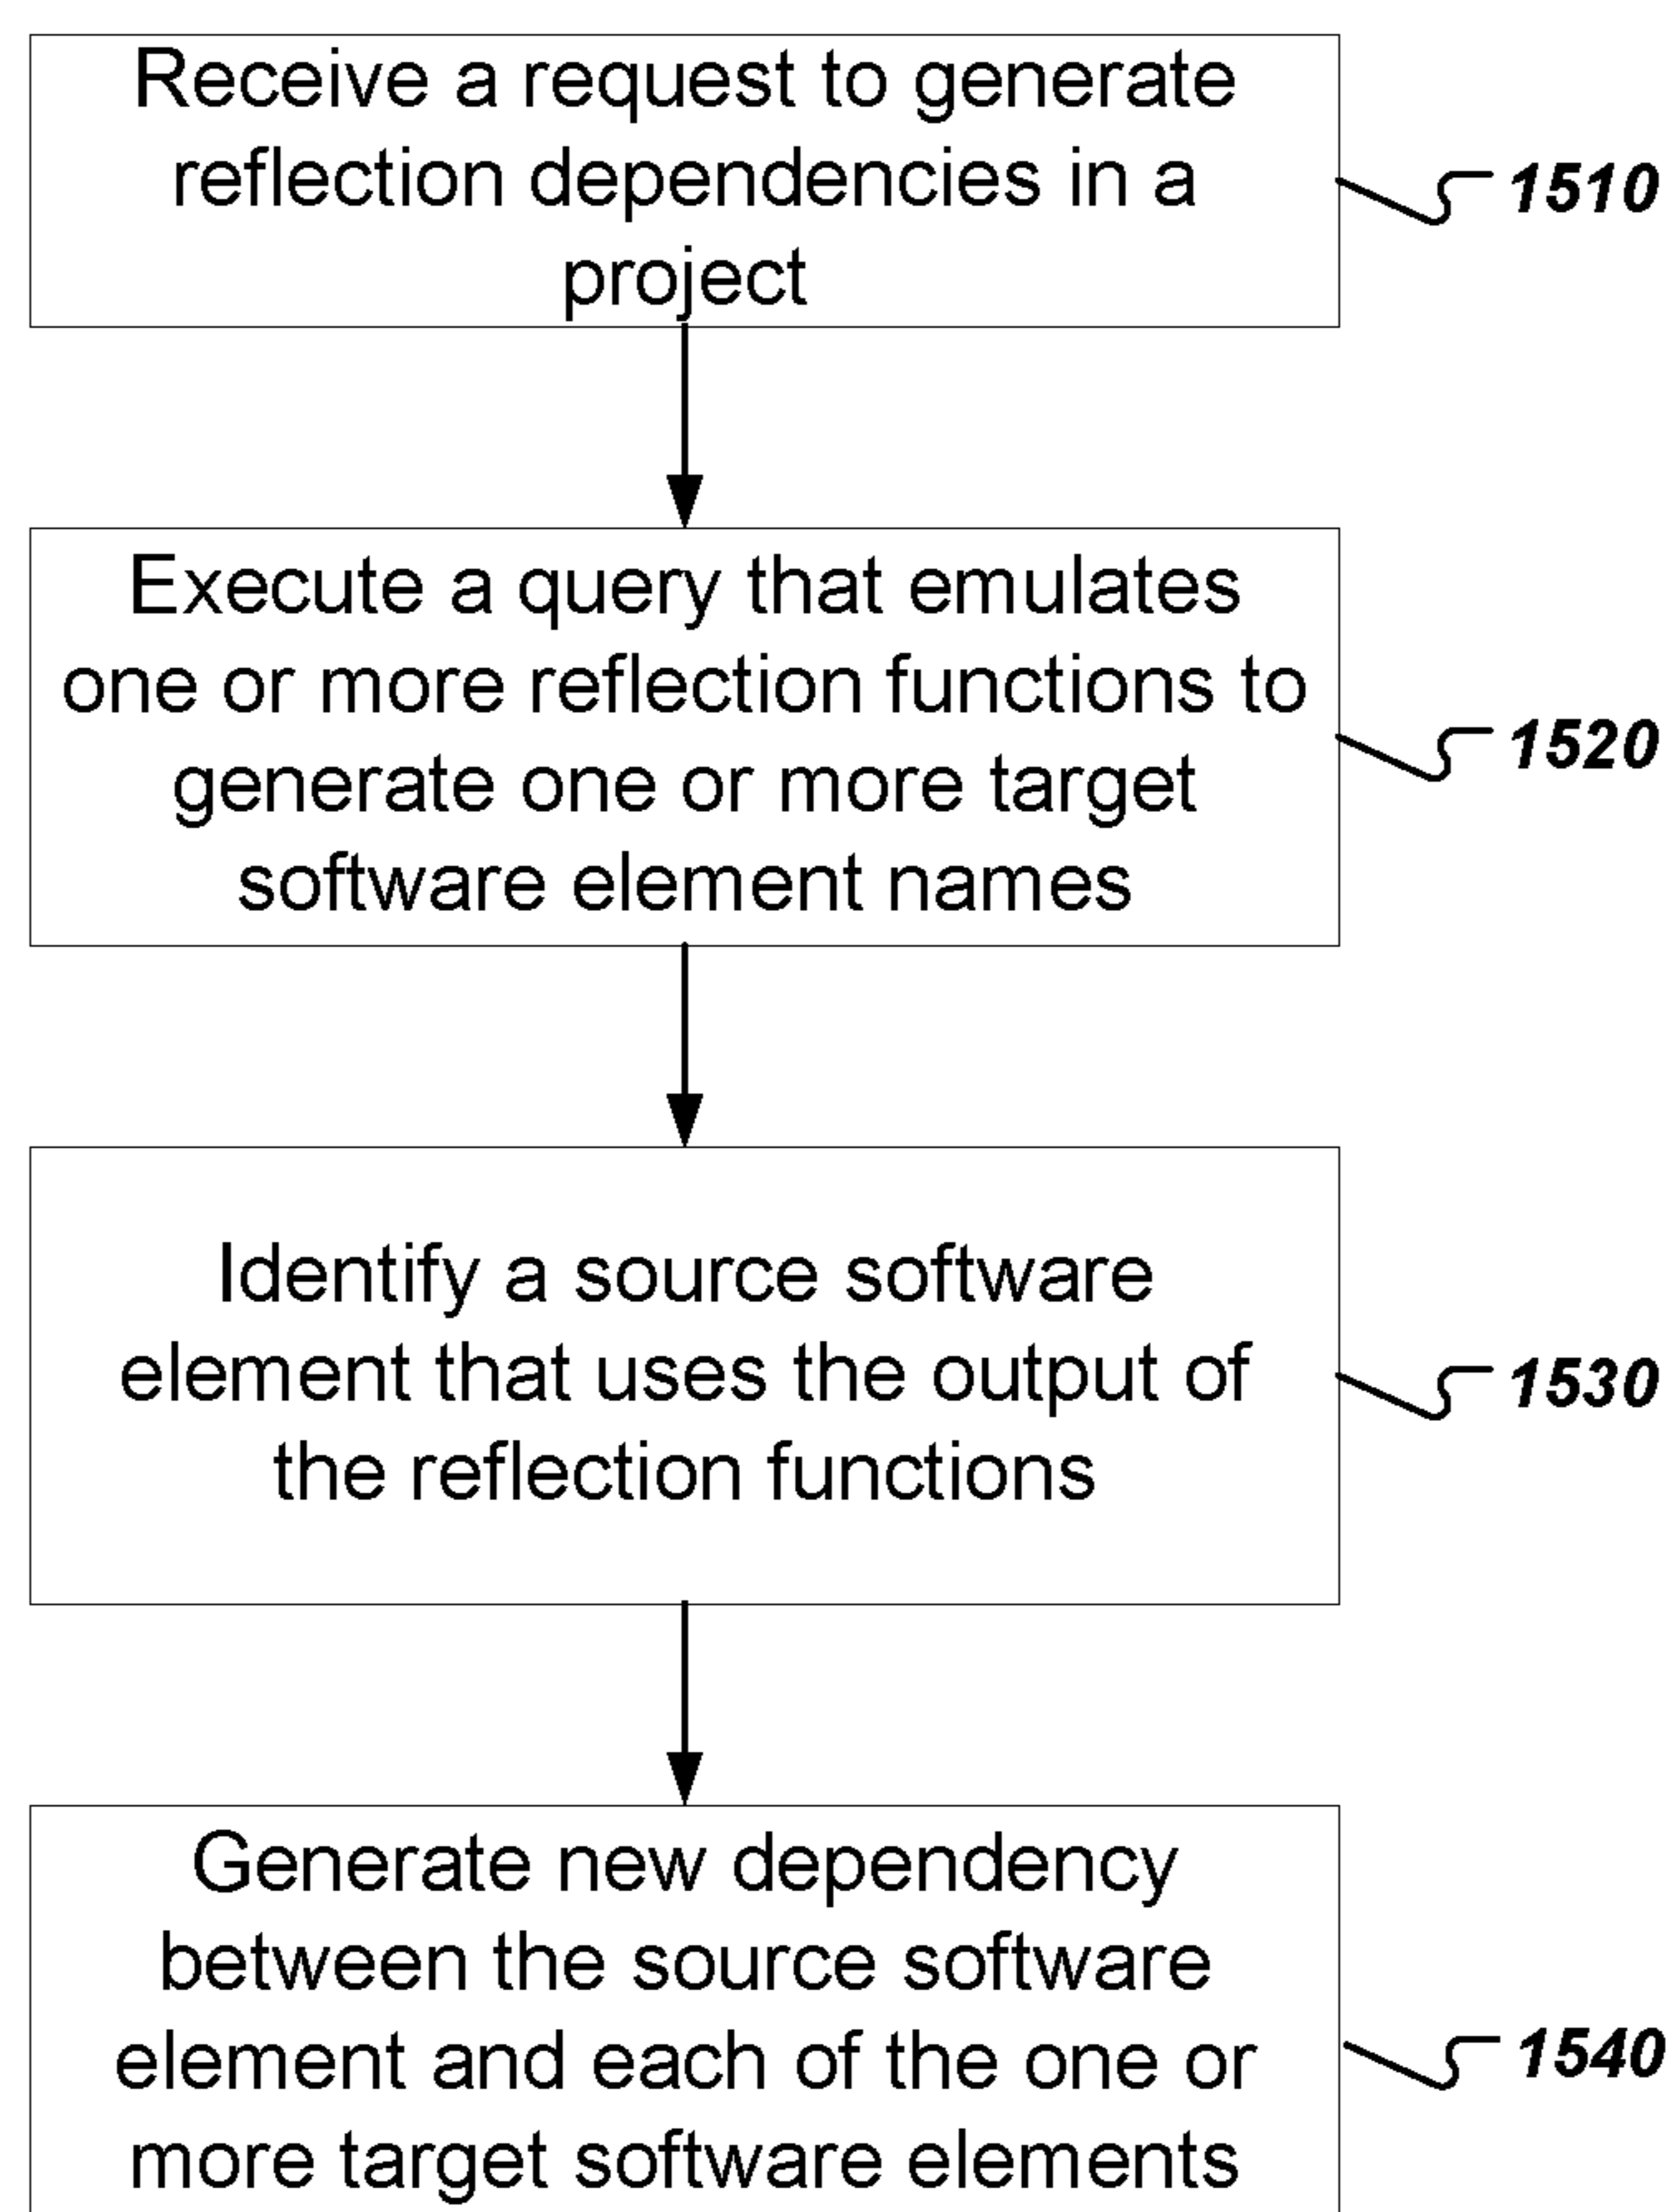 Receive a request to generate
reflection dependencies in a
project
1510
Execute a query that emulates
one or more reflection functions to
generate one or more target
software element names
1520
Identify a source software
element that uses the output of
the reflection functions
1530
Generate new dependency
between the source software
element and each of the one or
more target software elements
1540